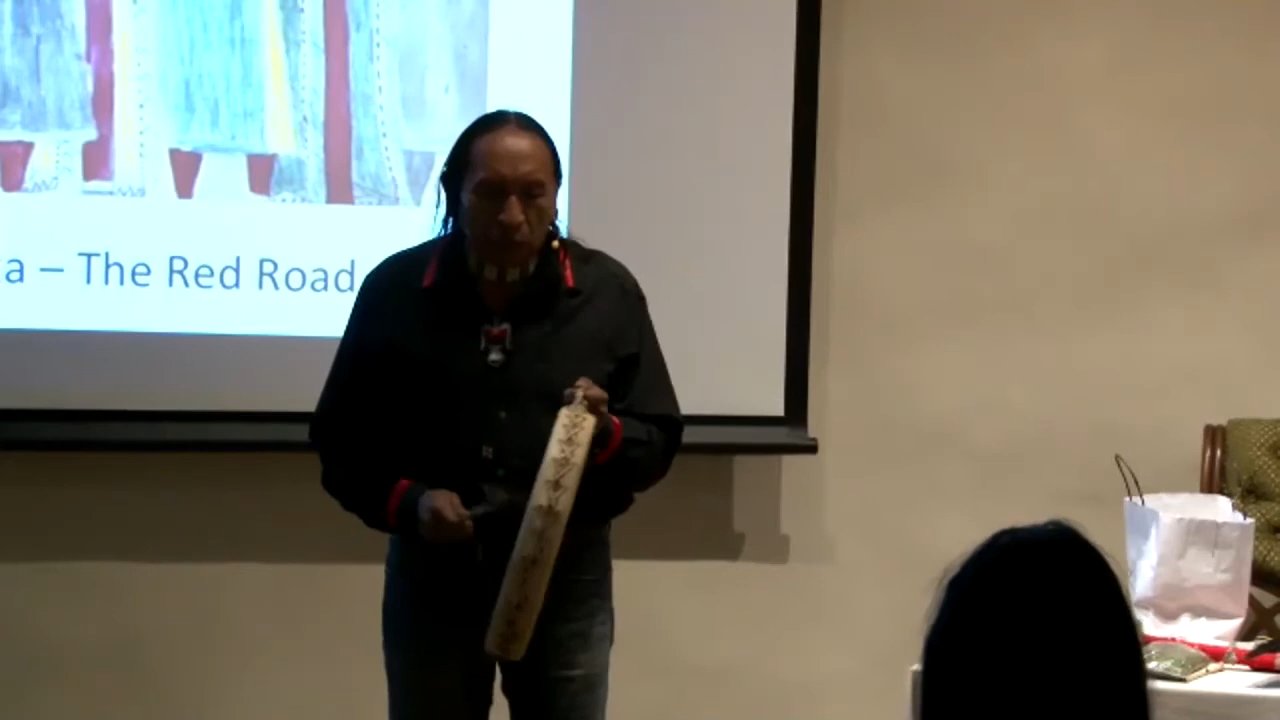 a – The Red Road